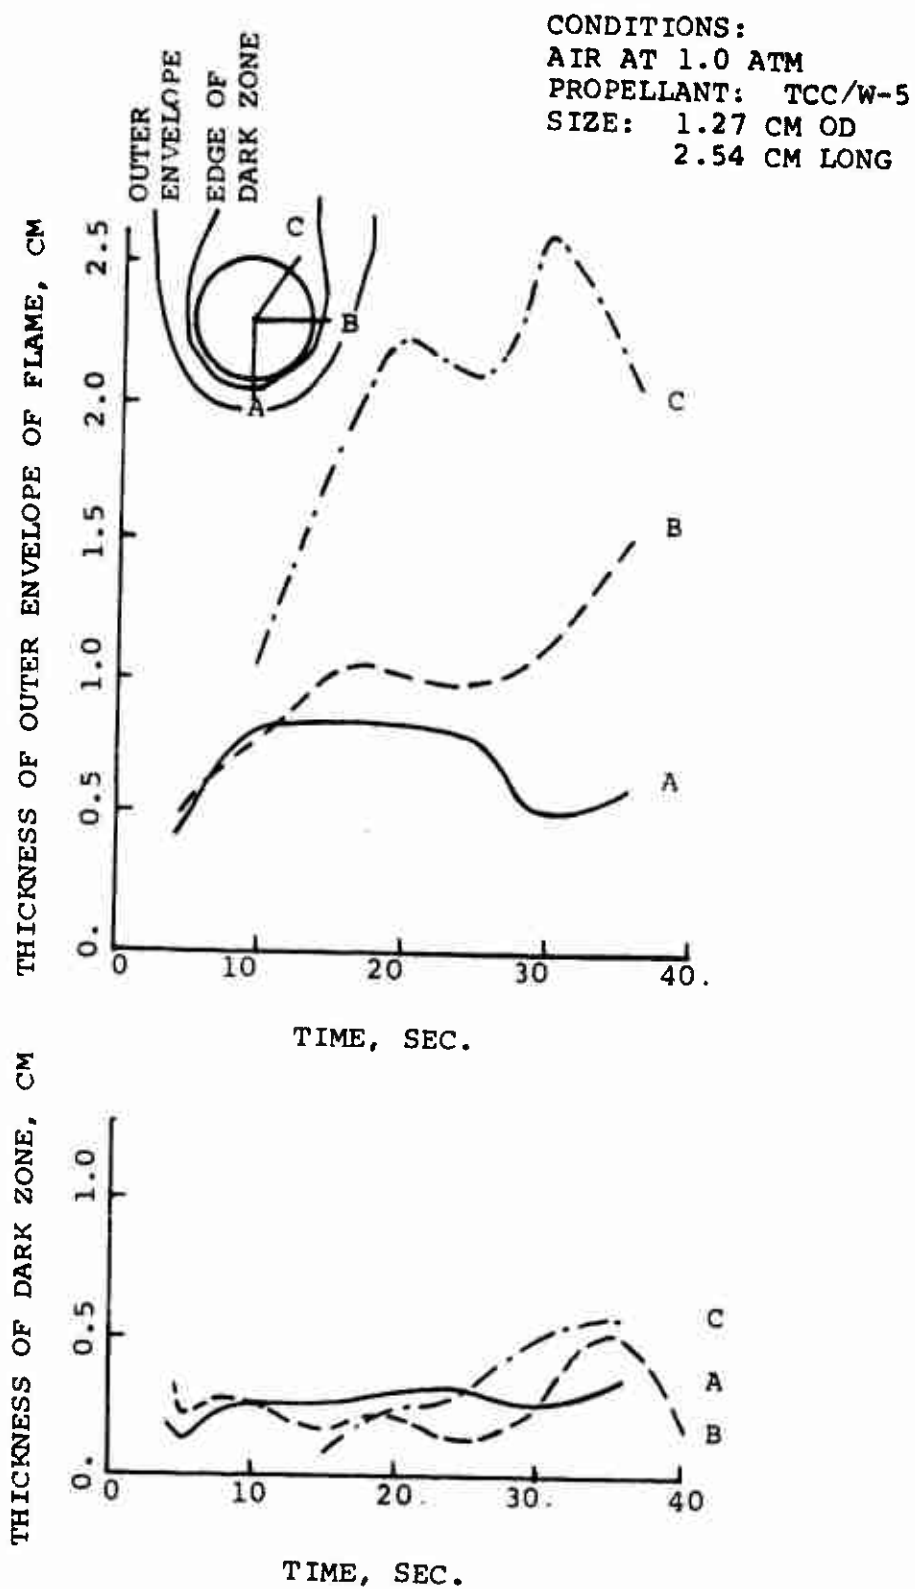 CONDITIONS:
AIR AT 1.0 ATM
PROPELLANT: TCC/W-5
SIZE: 1.27 CM OD
2.54 CM LONG
OUTER
ENVELOPE
EDGE OF
DARK ZONE
C
B
A
THICKNESS OF OUTER ENVELOPE OF FLAME, CM
2.5
2.0
1.5
1.0
0.5
0.
C
B
A
0 10 20 30 40.
TIME, SEC.
THICKNESS OF DARK ZONE, CM
1.0
0.5
0.
C
A
B
0 10 20. 30. 40
TIME, SEC.